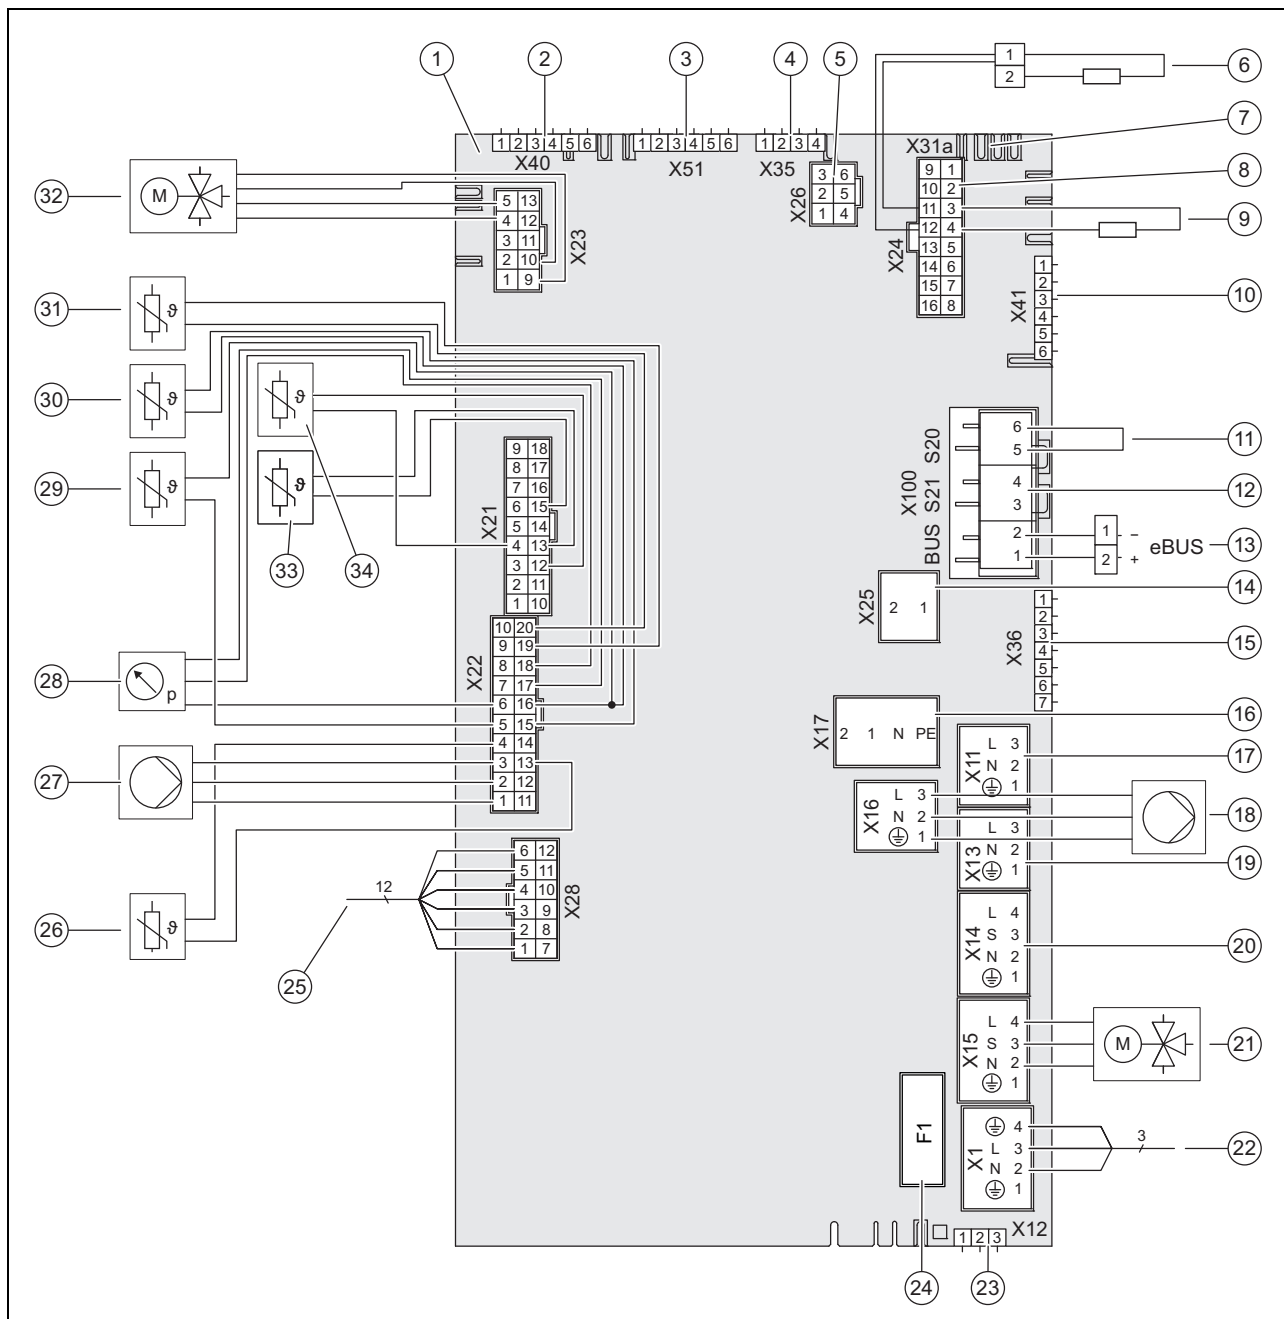 1 2 3 4 5 6
1 2
7
8
9
10
11
12
13
14
15
16
17
18
19
20
21
22
23
24
25
26
27
28
29
30
31
32
33
34
1 2 3 4 5 6
X40
1 2 3 4 5 6
X51
1 2 3 4
X35
X31a
X26
3 6
2 5
1 4
X24
9 1
10 2
11 3
12 4
13 5
14 6
15 7
16 8
M
X23
5 13
4 12
3 11
2 10
1 9
X41
1
2
3
4
5
6
ϑ
ϑ
ϑ
ϑ
ϑ
X21
9 18
8 17
7 16
6 15
5 14
4 13
3 12
2 11
1 10
X100
BUS S21 S20
6
5
4
3
2
1
1 -
2 +
eBUS
X25
2 1
X36
1
2
3
4
5
6
7
X22
10 20
9 19
8 18
7 17
6 16
5 15
4 14
3 13
2 12
1 11
p
X17
2 1 N PE
X11
L 3
N 2
1
X16
L 3
N 2
1
X13
L 3
N 2
1
X28
6 12
5 11
4 10
3 9
2 8
1 7
12
ϑ
X14
L 4
S 3
N 2
1
X15
L 4
S 3
N 2
1
M
F1
X1
4
L 3
N 2
1
3
X12
1 2 3